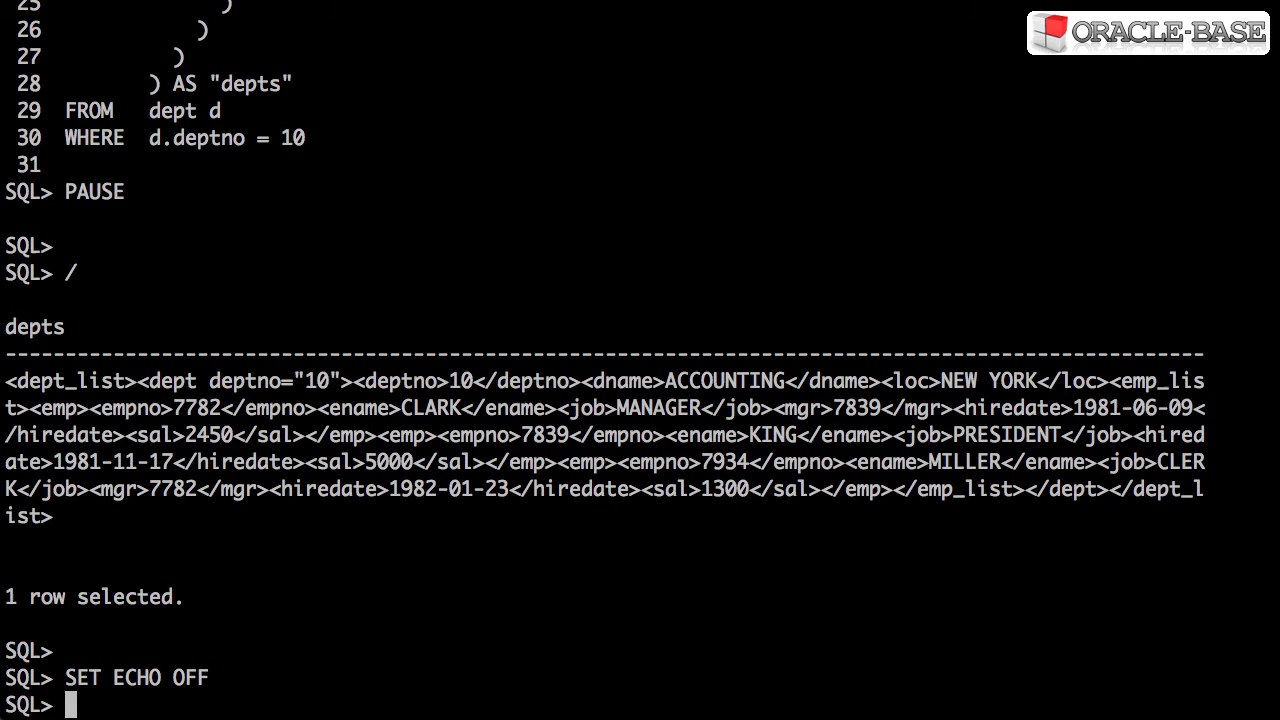 25               )
ORACLE-BASE
26             )
27           )
28         ) AS "depts"
29  FROM   dept d
30  WHERE  d.deptno = 10
31
SQL> PAUSE
SQL>
SQL> /
depts
----------------------------------------------------------------------------------------------------
<dept_list><dept deptno="10"><deptno>10</deptno><dname>ACCOUNTING</dname><loc>NEW YORK</loc><emp_lis
t><emp><empno>7782</empno><ename>CLARK</ename><job>MANAGER</job><mgr>7839</mgr><hiredate>1981-06-09<
/hiredate><sal>2450</sal></emp><emp><empno>7839</empno><ename>KING</ename><job>PRESIDENT</job><hired
ate>1981-11-17</hiredate><sal>5000</sal></emp><emp><empno>7934</empno><ename>MILLER</ename><job>CLER
K</job><mgr>7782</mgr><hiredate>1982-01-23</hiredate><sal>1300</sal></emp></emp_list></dept></dept_l
ist>
1 row selected.
SQL>
SQL> SET ECHO OFF
SQL>